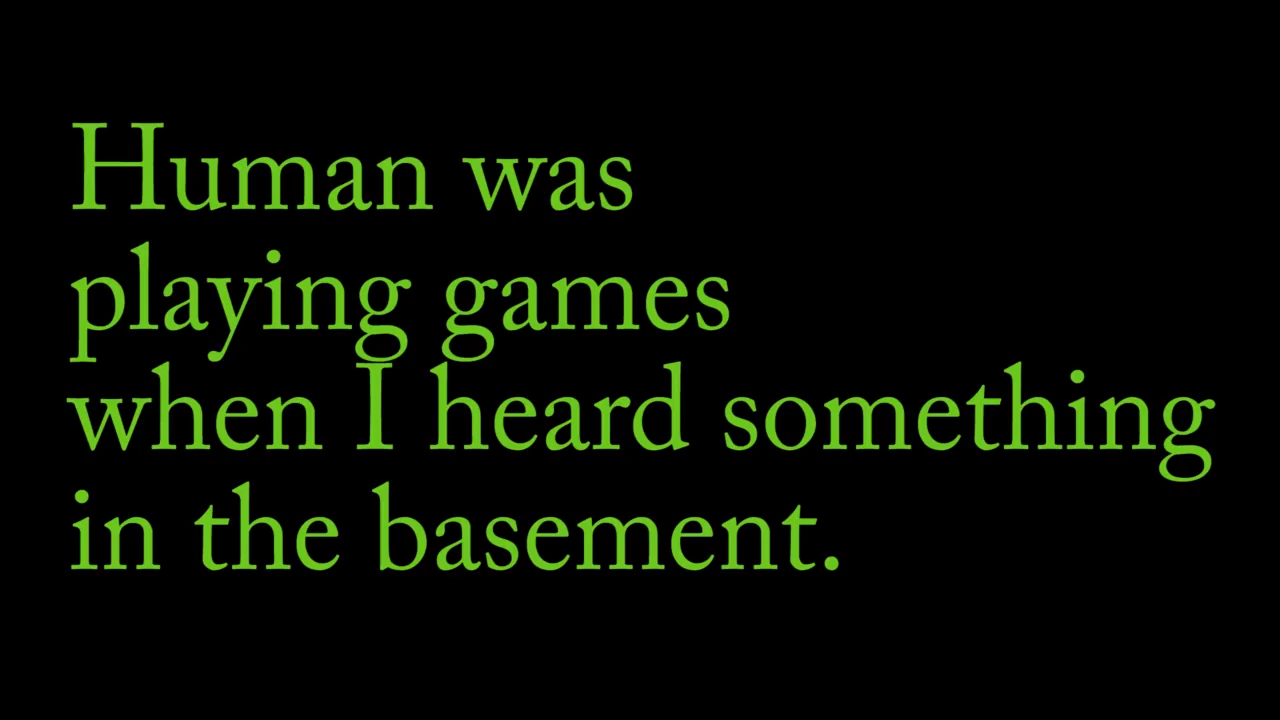 Human was
playing games
when I heard something
in the basement.